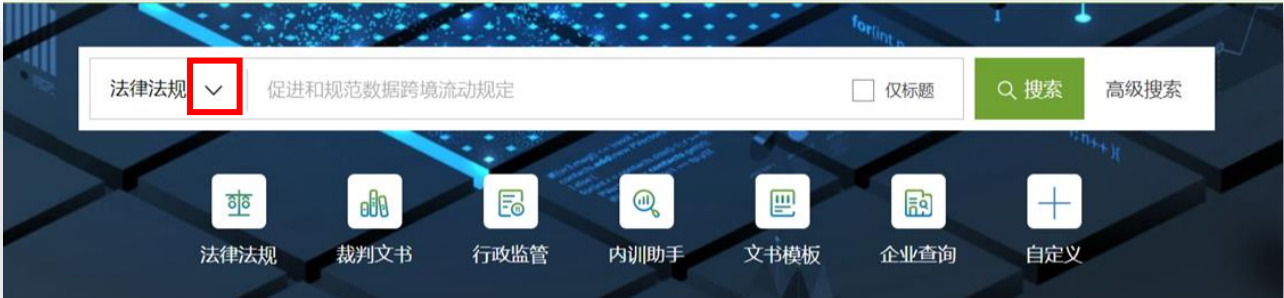 for(int
法律法规 促进和规范数据跨境流动规定 仅标题 搜索 高级搜索
法律法规 裁判文书 行政监管 内训助手 文书模板 企业查询 自定义